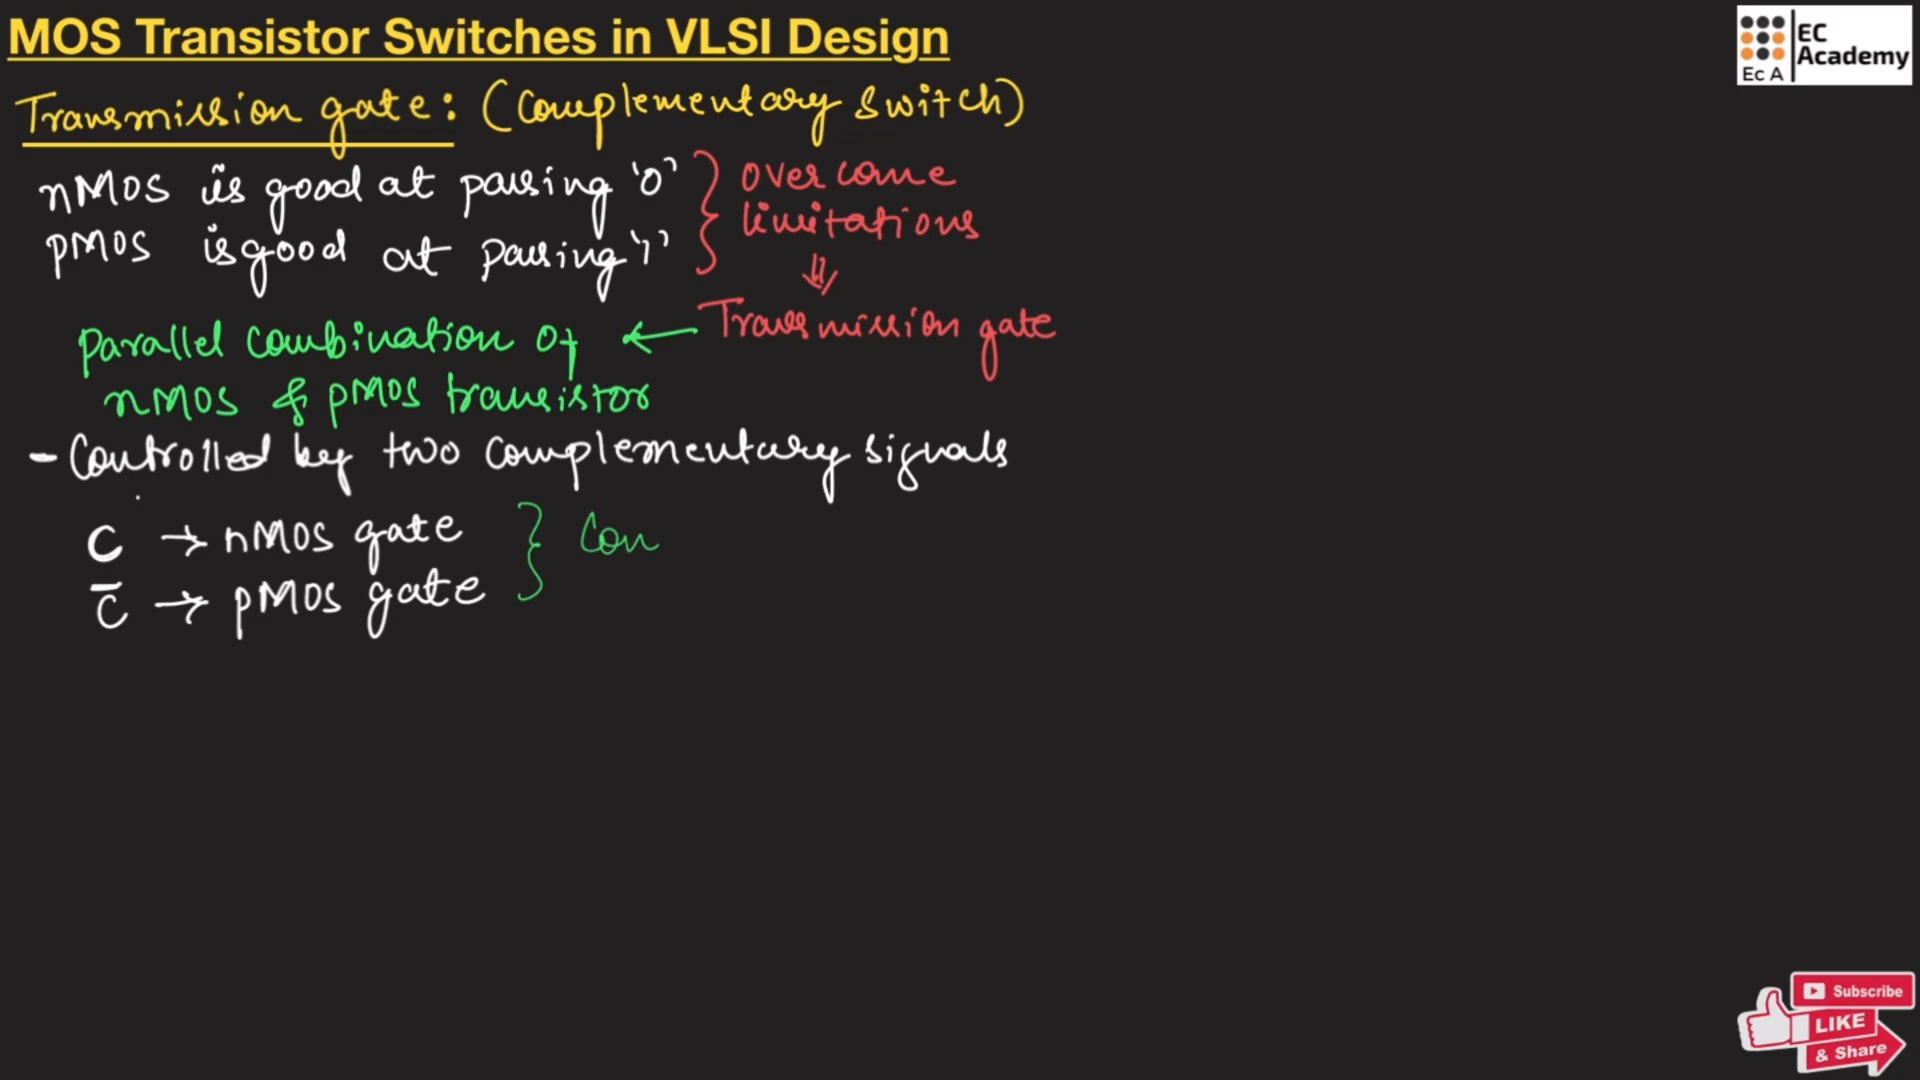 MOS Transistor Switches in VLSI Design
EC
Academy
Ec A
Transmission gate: (Complementary switch)
nMOS is good at passing '0' } overcome
limitations
pMOS is good at passing '1'
⇓
Parallel combination of ← Transmission gate
nMOS & pMOS transistor
- Controlled by two complementary signals
C → nMOS gate } Con
C̅ → pMOS gate
Subscribe
LIKE
& Share